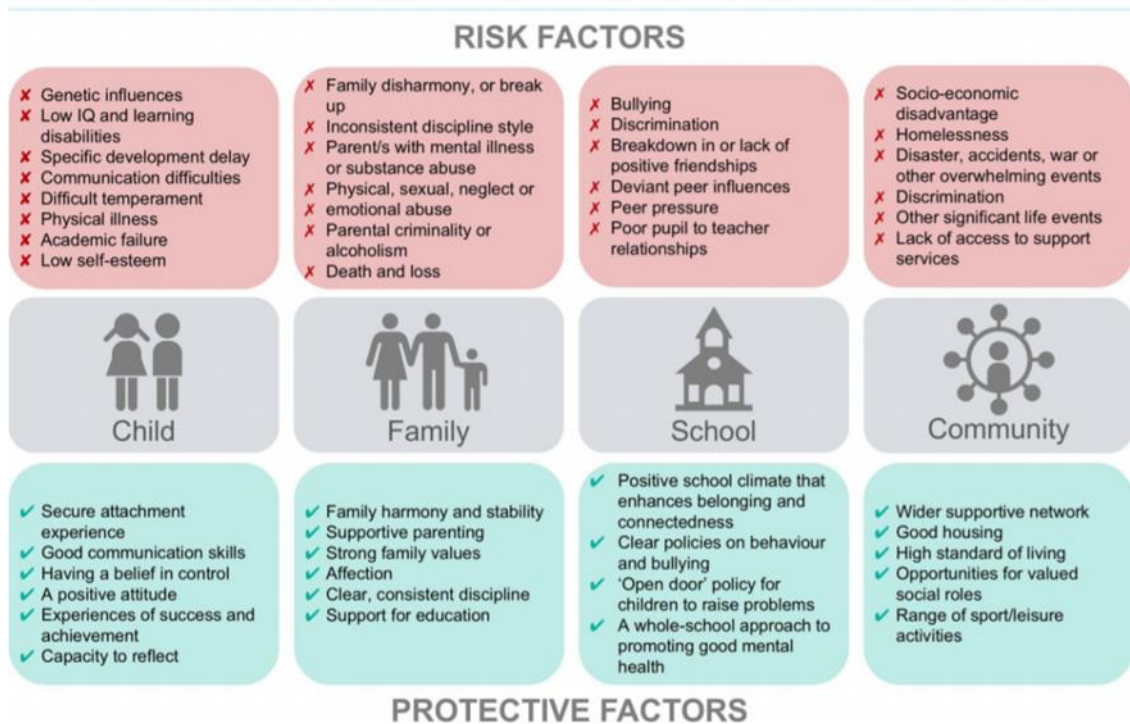 RISK FACTORS
✗ Genetic influences
✗ Low IQ and learning
disabilities
✗ Specific development delay
✗ Communication difficulties
✗ Difficult temperament
✗ Physical illness
✗ Academic failure
✗ Low self-esteem
✗ Family disharmony, or break
up
✗ Inconsistent discipline style
✗ Parent/s with mental illness
or substance abuse
✗ Physical, sexual, neglect or
✗ emotional abuse
✗ Parental criminality or
alcoholism
✗ Death and loss
✗ Bullying
✗ Discrimination
✗ Breakdown in or lack of
positive friendships
✗ Deviant peer influences
✗ Peer pressure
✗ Poor pupil to teacher
relationships
✗ Socio-economic
disadvantage
✗ Homelessness
✗ Disaster, accidents, war or
other overwhelming events
✗ Discrimination
✗ Other significant life events
✗ Lack of access to support
services
Child
Family
School
Community
✔ Secure attachment
experience
✔ Good communication skills
✔ Having a belief in control
✔ A positive attitude
✔ Experiences of success and
achievement
✔ Capacity to reflect
✔ Family harmony and stability
✔ Supportive parenting
✔ Strong family values
✔ Affection
✔ Clear, consistent discipline
✔ Support for education
✔ Positive school climate that
enhances belonging and
connectedness
✔ Clear policies on behaviour
and bullying
✔ ‘Open door’ policy for
children to raise problems
✔ A whole-school approach to
promoting good mental
health
✔ Wider supportive network
✔ Good housing
✔ High standard of living
✔ Opportunities for valued
social roles
✔ Range of sport/leisure
activities
PROTECTIVE FACTORS